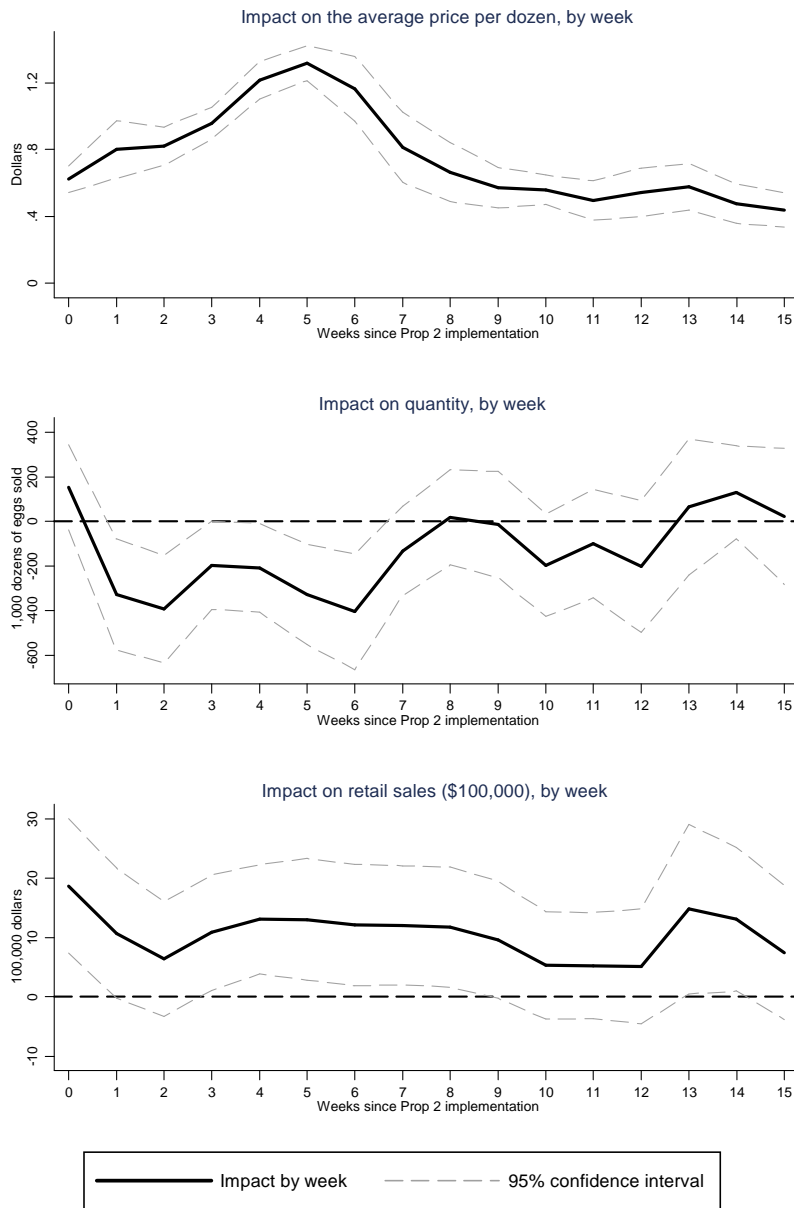 Impact on the average price per dozen, by week
Dollars
1.2
.8
.4
0
0 1 2 3 4 5 6 7 8 9 10 11 12 13 14 15
Weeks since Prop 2 implementation
Impact on quantity, by week
1,000 dozens of eggs sold
400
200
0
-200
-400
-600
0 1 2 3 4 5 6 7 8 9 10 11 12 13 14 15
Weeks since Prop 2 implementation
Impact on retail sales ($100,000), by week
100,000 dollars
30
20
10
0
-10
0 1 2 3 4 5 6 7 8 9 10 11 12 13 14 15
Weeks since Prop 2 implementation
Impact by week 95% confidence interval